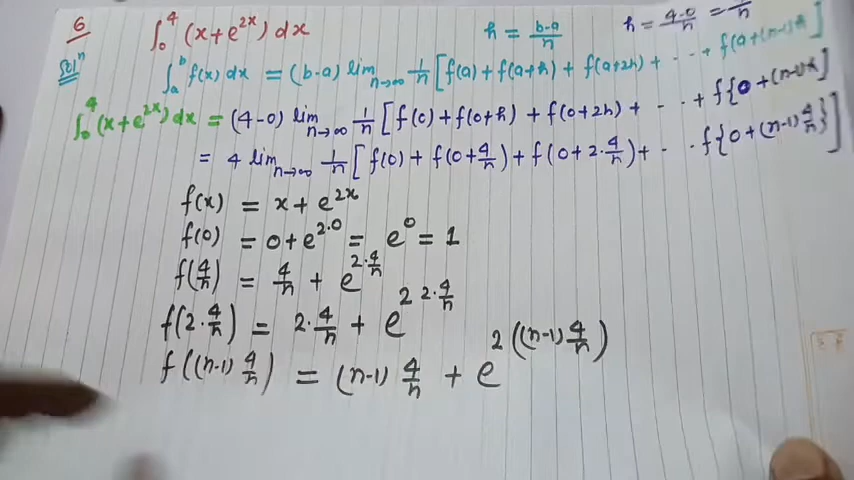 6 ∫₀⁴ (x+e^{2x}) dx h = (b-a)/n h = (4-0)/n =
Solⁿ ∫ₐᵇ f(x) dx = (b-a) lim_{n→∞} 1/n [f(a) + f(a+h) + f(a+2h) + ... + f(a+(n-1)h]
∫₀⁴ (x+e^{2x}) dx = (4-0) lim_{n→∞} 1/n [f(0) + f(0+h) + f(0+2h) + ... + f{0+(n-1)h]
= 4 lim_{n→∞} 1/n [f(0) + f(0+4/n) + f(0+2·4/n) + ... f{0+(n-1)4/n}]
f(x) = x + e^{2x}
f(0) = 0 + e^{2·0} = e^0 = 1
f(4/n) = 4/n + e^{2·4/n}
f(2·4/n) = 2·4/n + e^{2 2·4/n}
f((n-1) 4/n) = (n-1) 4/n + e^{2((n-1)4/n)}